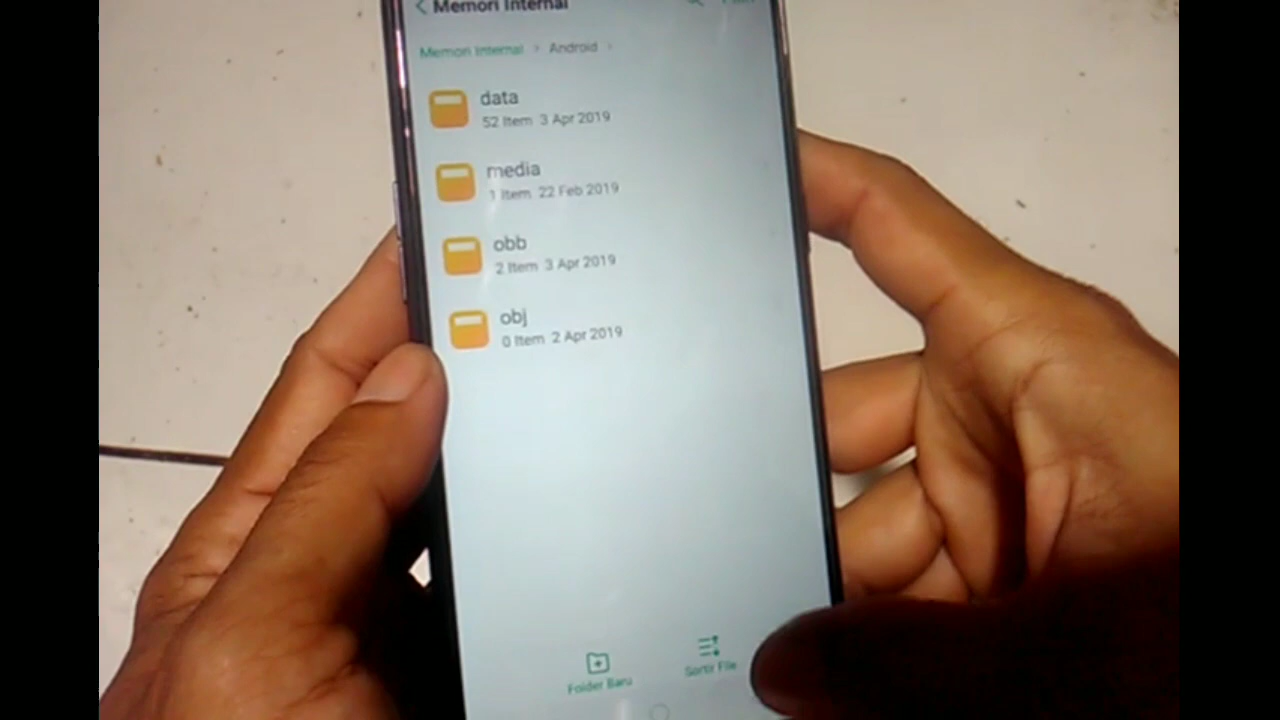 Memori Internal
Memori Internal > Android >
data
52 Item 3 Apr 2019
media
1 Item 22 Feb 2019
obb
2 Item 3 Apr 2019
obj
0 Item 2 Apr 2019
Folder Baru
Sortir File